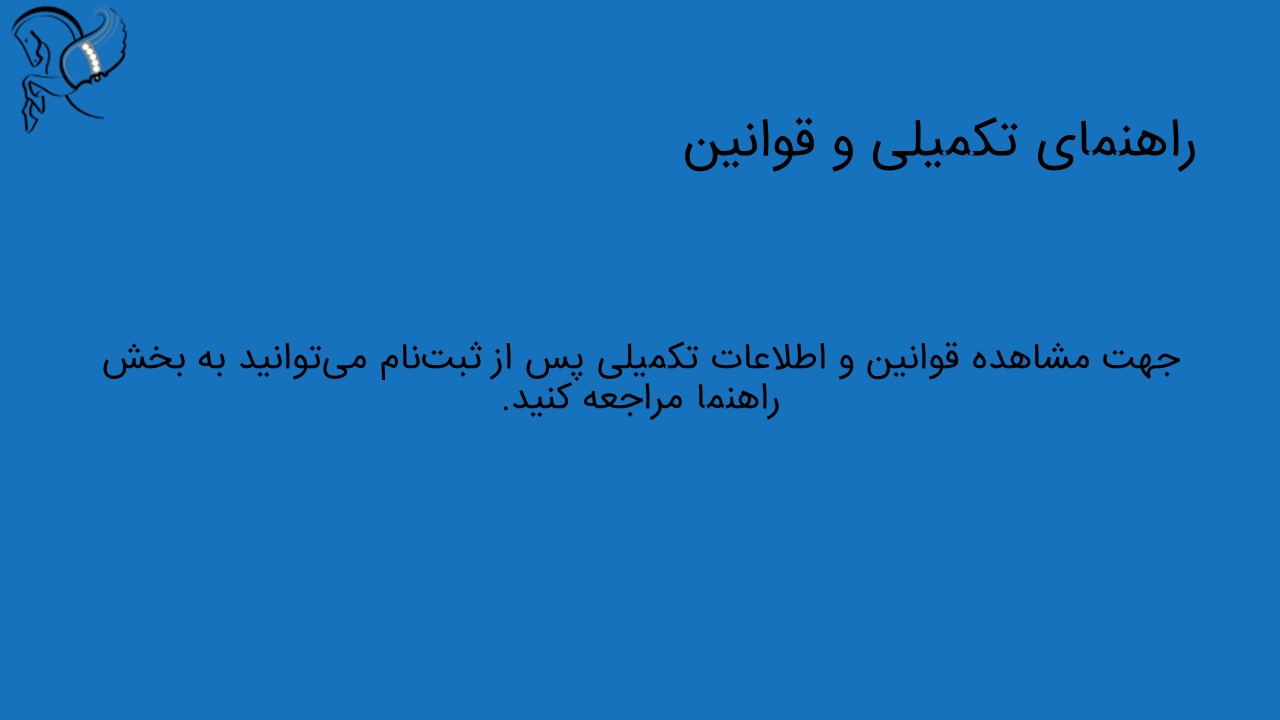 راهنمای تکمیلی و قوانین
جهت مشاهده قوانین و اطلاعات تکمیلی پس از ثبت‌نام می‌توانید به بخش
راهنما مراجعه کنید.